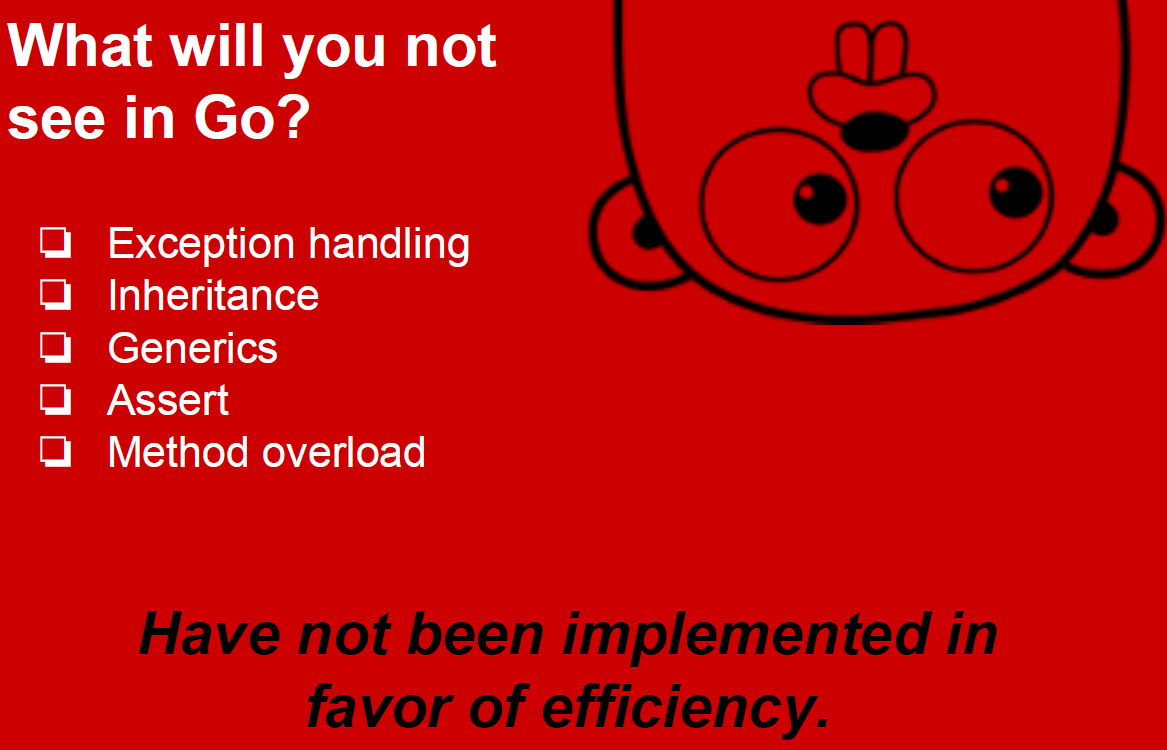 What will you not
see in Go?
Exception handling
Inheritance
Generics
Assert
Method overload
Have not been implemented in
favor of efficiency.